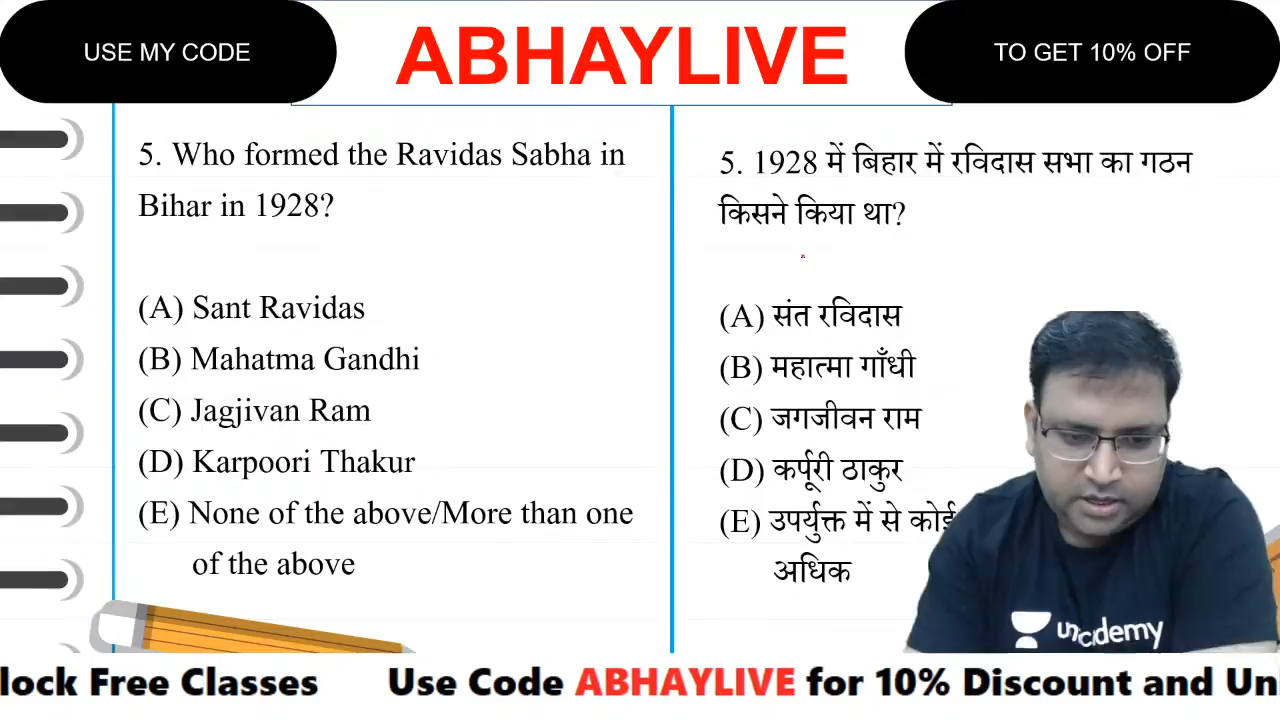 USE MY CODE
ABHAYLIVE
TO GET 10% OFF
5. Who formed the Ravidas Sabha in
Bihar in 1928?
(A) Sant Ravidas
(B) Mahatma Gandhi
(C) Jagjivan Ram
(D) Karpoori Thakur
(E) None of the above/More than one
of the above
5. 1928 में बिहार में रविदास सभा का गठन
किसने किया था?
(A) संत रविदास
(B) महात्मा गाँधी
(C) जगजीवन राम
(D) कर्पूरी ठाकुर
(E) उपर्युक्त में से कोई
अधिक
unacademy
lock Free Classes Use Code ABHAYLIVE for 10% Discount and Un